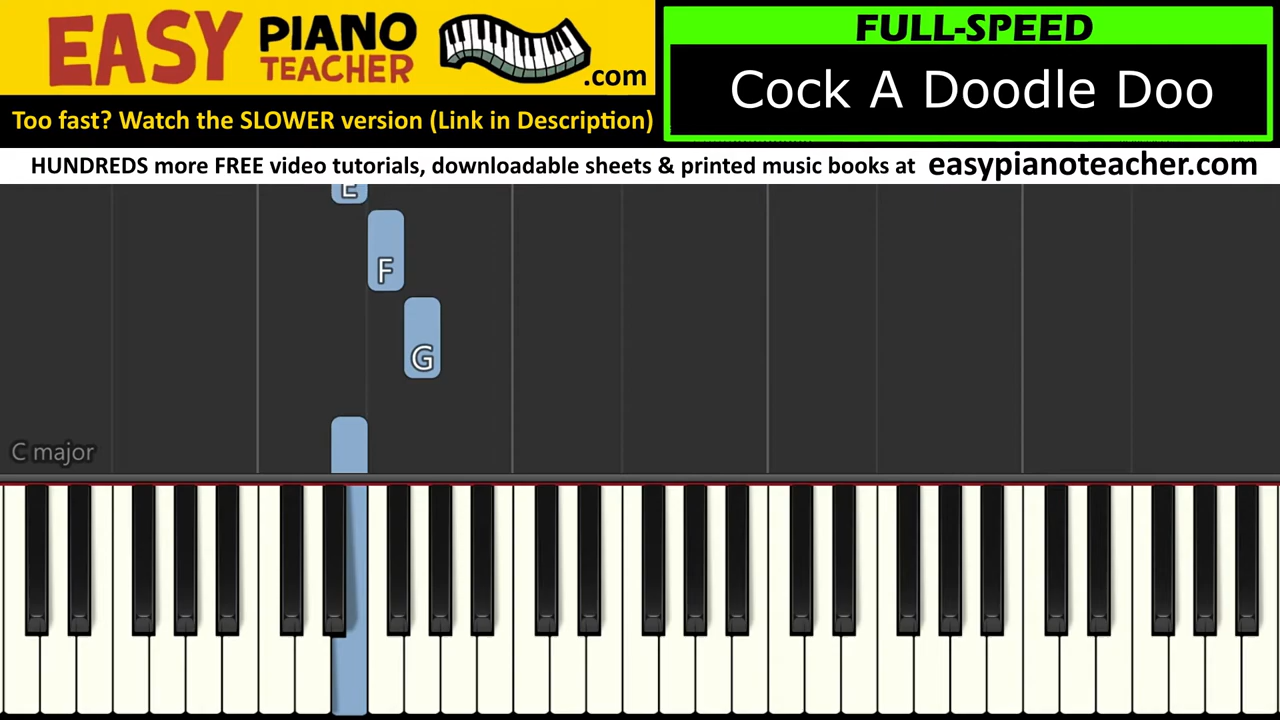 EASY PIANO TEACHER .com
FULL-SPEED
Cock A Doodle Doo
Too fast? Watch the SLOWER version (Link in Description)
HUNDREDS more FREE video tutorials, downloadable sheets & printed music books at easypianoteacher.com
E
F
G
C major